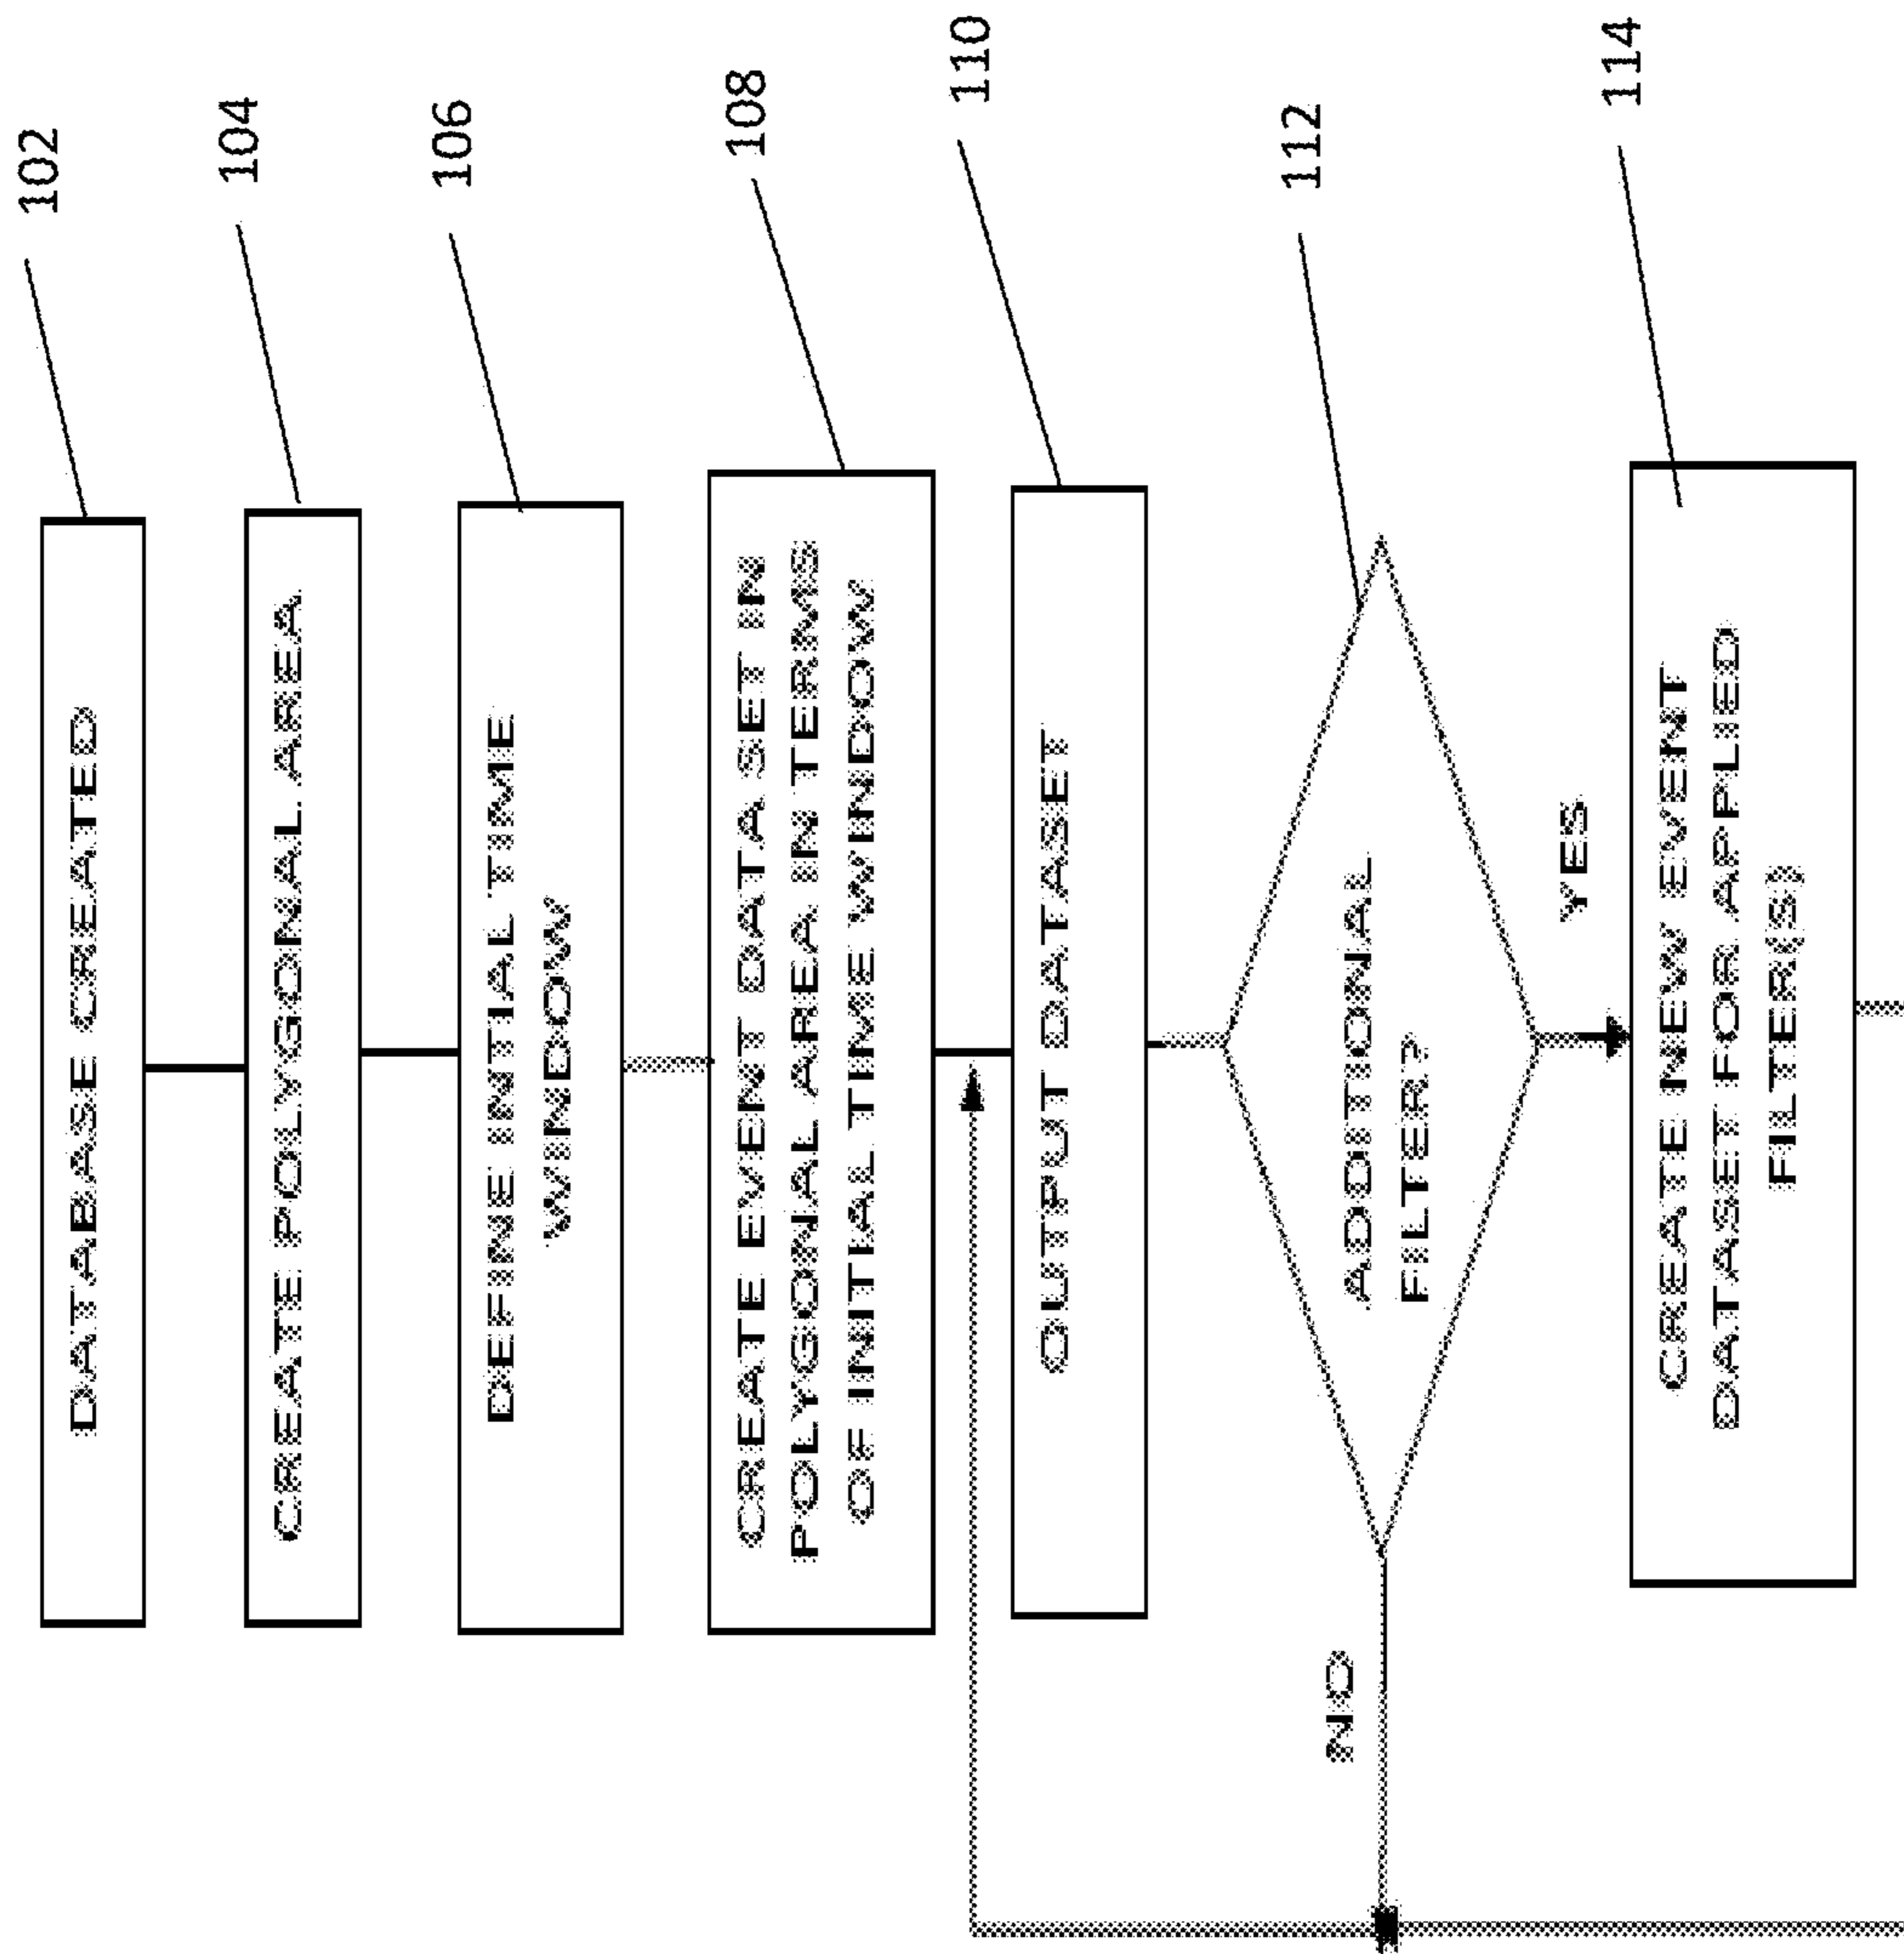 102
DATABASE CREATED
104
CREATE POLYGONAL AREA
106
DEFINE INTIAL TIME
WINDOW
108
CREATE EVENT DATA SET IN
POLYGONAL AREA IN TERMS
OF INITIAL TIME WINDOW
110
OUTPUT DATASET
112
ADDITIONAL
FILTER?
NO
YES
114
CREATE NEW EVENT
DATASET FOR APPLIED
FILTER(S)